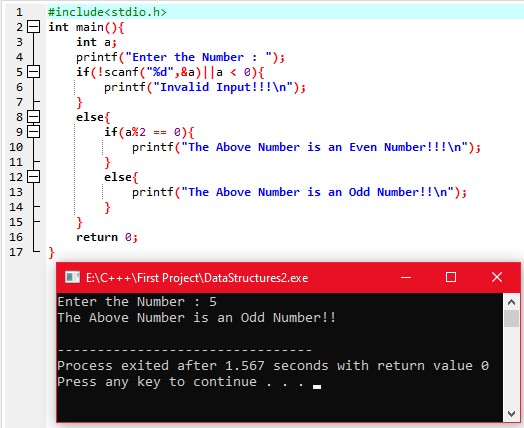 1 #include<stdio.h>
2 int main(){
3 int a;
4 printf("Enter the Number : ");
5 if(!scanf("%d",&a)||a < 0){
6 printf("Invalid Input!!!\n");
7 }
8 else{
9 if(a%2 == 0){
10 printf("The Above Number is an Even Number!!!\n");
11 }
12 else{
13 printf("The Above Number is an Odd Number!!\n");
14 }
15 }
16 return 0;
17 }
E:\C+++\First Project\DataStructures2.exe
Enter the Number : 5
The Above Number is an Odd Number!!
--------------------------------
Process exited after 1.567 seconds with return value 0
Press any key to continue . . .